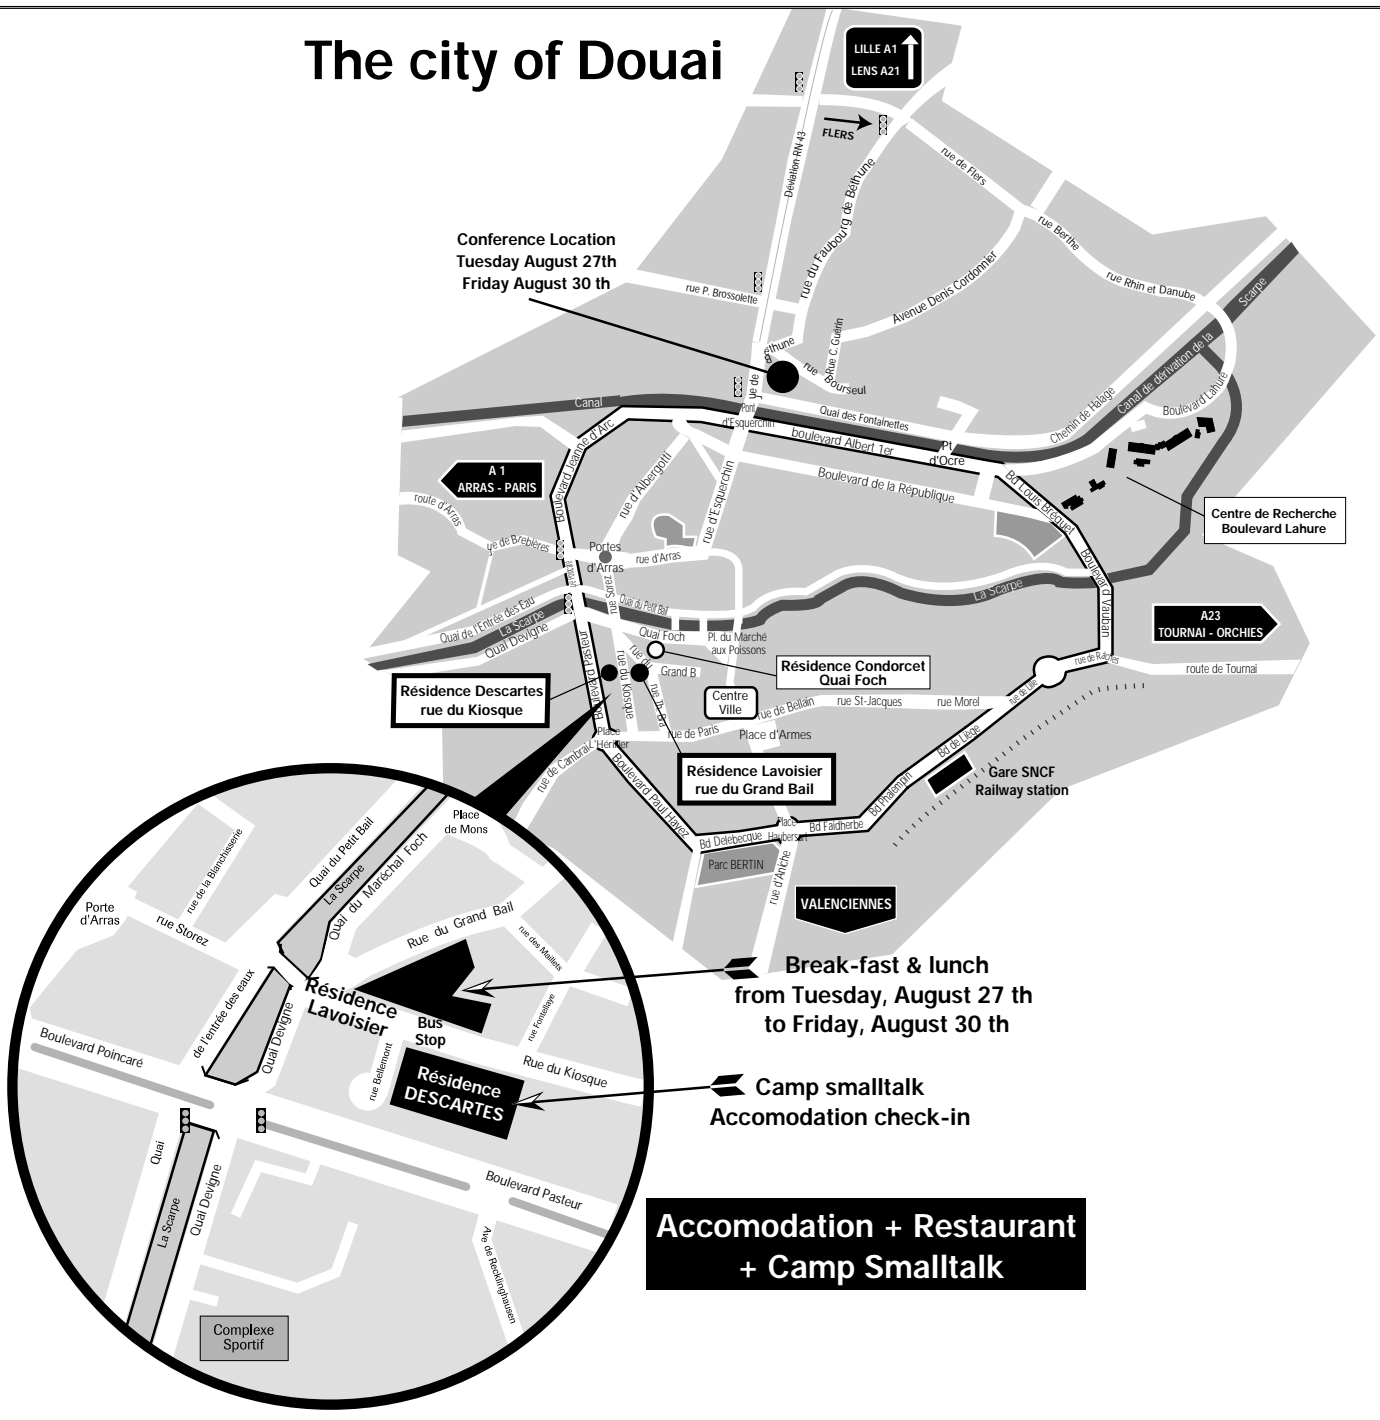 The city of Douai
LILLE A1
LENS A21
FLERS
Déviation RN 43
rue de Flers
rue du Faubourg de Béthune
rue Berthe
Conference Location
Tuesday August 27th
Friday August 30 th
rue P. Brossolette
Avenue Denis Cordonnier
rue Rhin et Danube
Scarpe
Rue C. Guérin
rue Bourseul
Canal de dérivation de la
Boulevard Lahure
Chemin de Halage
Canal
Pont
d'Esquerchin
Quai des Fontainettes
boulevard Albert 1er
Pt
d'Ocre
Boulevard Jeanne d'Arc
A 1
ARRAS - PARIS
rue d'Albergotti
Boulevard de la République
Bd Louis Breguet
route d'Arras
rue d'Esquerchin
Centre de Recherche
Boulevard Lahure
Portes
d'Arras
rue d'Arras
Boulevard Vauban
La Scarpe
Quai du Petit Bail
A23
TOURNAI - ORCHIES
Quai de l'Entrée des Eau
La Scarpe
Quai Devigne
Quai Foch
Pl. du Marché
aux Poissons
rue de Râches
route de Tournai
Résidence Condorcet
Quai Foch
rue du
Grand B
Boulevard Pasteur
rue du Kiosque
Résidence Descartes
rue du Kiosque
Centre
Ville
rue de Bellain
rue St-Jacques
rue Morel
rue de Lille
rue de Paris
Place d'Armes
Place
L'Hérillier
rue de Cambrai
Bd de Liège
Résidence Lavoisier
rue du Grand Bail
Gare SNCF
Railway station
Boulevard Paul Hayez
Bd Phalempin
Bd Delebecque
Place
Haubersart
Bd Faidherbe
Parc BERTIN
rue d'Aniche
VALENCIENNES
Place
de Mons
Quai du Petit Bail
La Scarpe
Quai du Maréchal Foch
rue de la Blanchisserie
Porte
d'Arras
rue Storez
Rue du Grand Bail
rue des Maillets
Break-fast & lunch
from Tuesday, August 27 th
to Friday, August 30 th
de l'entrée des eaux
Quai Devigne
Résidence
Lavoisier
Bus
Stop
rue Fontellaye
Boulevard Poincaré
rue Bellemont
Rue du Kiosque
Résidence
DESCARTES
Camp smalltalk
Accomodation check-in
Quai
La Scarpe
Quai Devigne
Boulevard Pasteur
Ave de Recklinghausen
Accomodation + Restaurant
+ Camp Smalltalk
Complexe
Sportif